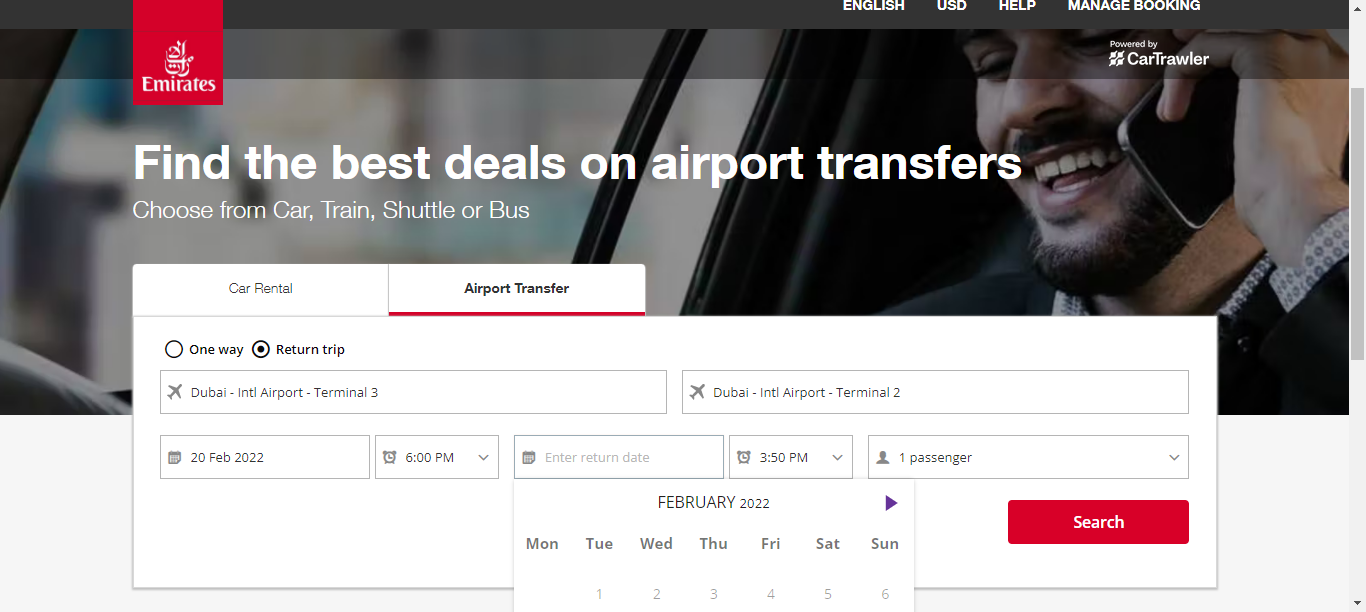 ENGLISH USD HELP MANAGE BOOKING
Powered by
CarTrawler
Emirates
Find the best deals on airport transfers
Choose from Car, Train, Shuttle or Bus
Car Rental Airport Transfer
One way Return trip
Dubai - Intl Airport - Terminal 3 Dubai - Intl Airport - Terminal 2
20 Feb 2022 6:00 PM Enter return date 3:50 PM 1 passenger
FEBRUARY 2022
Search
Mon Tue Wed Thu Fri Sat Sun
1 2 3 4 5 6